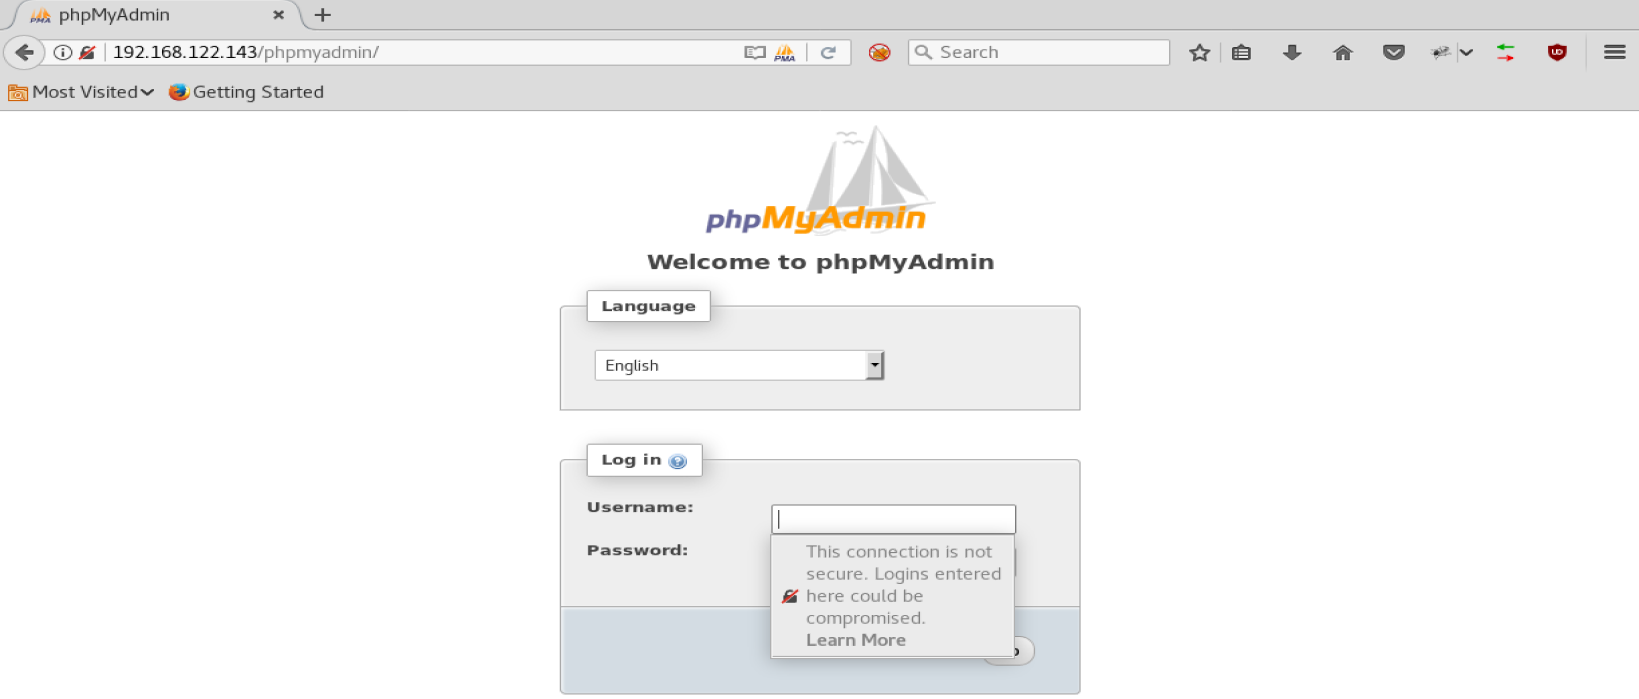 phpMyAdmin
192.168.122.143/phpmyadmin/
PMA
Search
Most Visited
Getting Started
phpMyAdmin
Welcome to phpMyAdmin
Language
English
Log in
Username:
Password:
This connection is not
secure. Logins entered
here could be
compromised.
Learn More